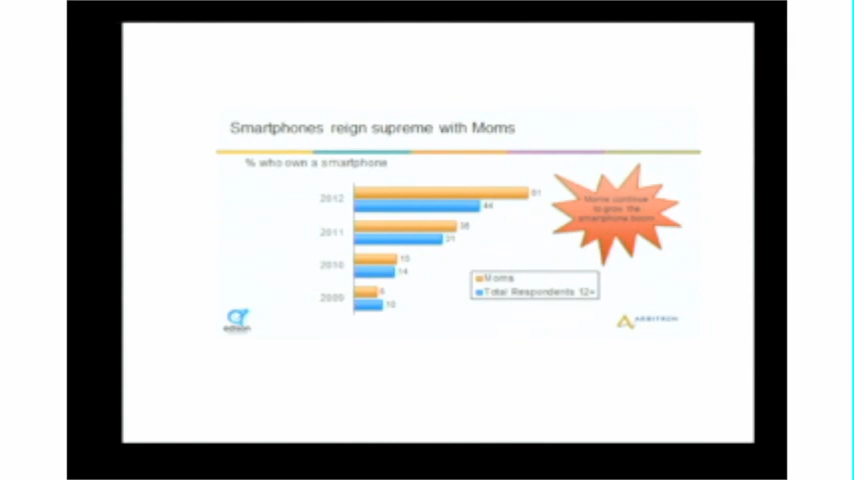 Smartphones reign supreme with Moms
% who own a smartphone
2012
61
44
2011
36
31
2010
15
14
2009
8
10
Moms continue
to grow the
smartphone boom
Moms
Total Respondents 12+
edison
ARBITRON